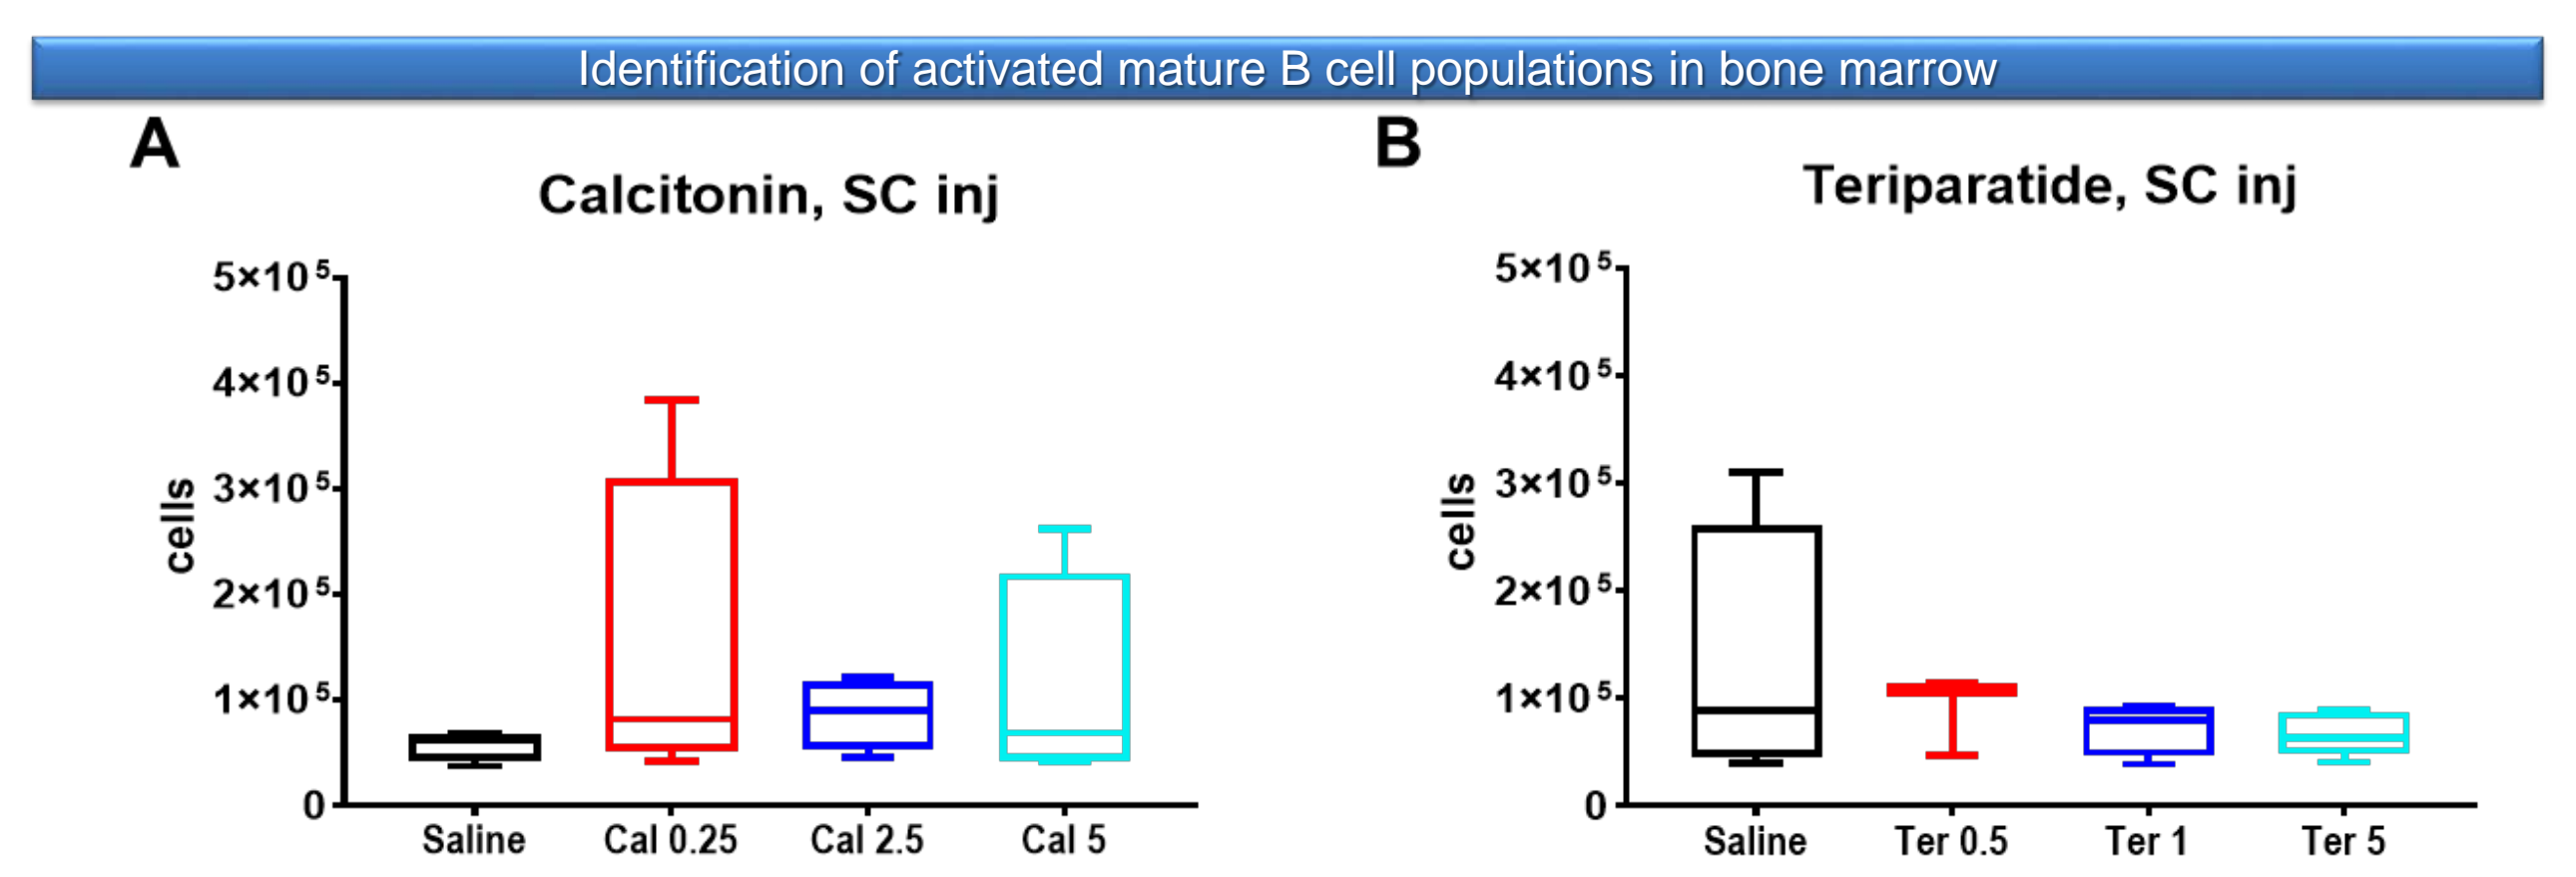 Identification of activated mature B cell populations in bone marrow
A
Calcitonin, SC inj
5×10⁵
4×10⁵
3×10⁵
2×10⁵
1×10⁵
0
cells
Saline
Cal 0.25
Cal 2.5
Cal 5
B
Teriparatide, SC inj
5×10⁵
4×10⁵
3×10⁵
2×10⁵
1×10⁵
0
cells
Saline
Ter 0.5
Ter 1
Ter 5